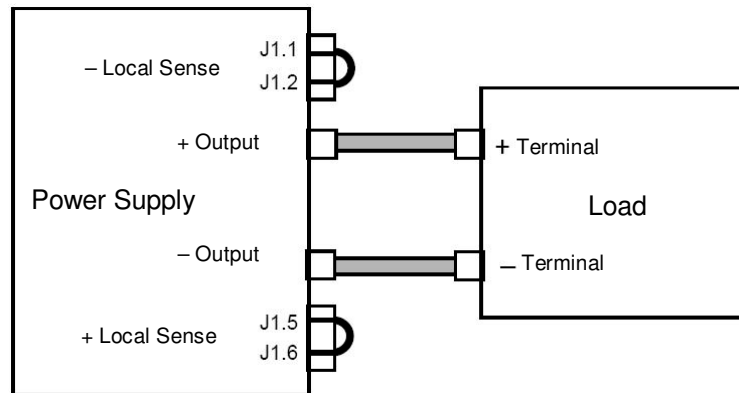 J1.1
– Local Sense
J1.2
+ Output
+ Terminal
Power Supply
Load
– Output
– Terminal
J1.5
+ Local Sense
J1.6